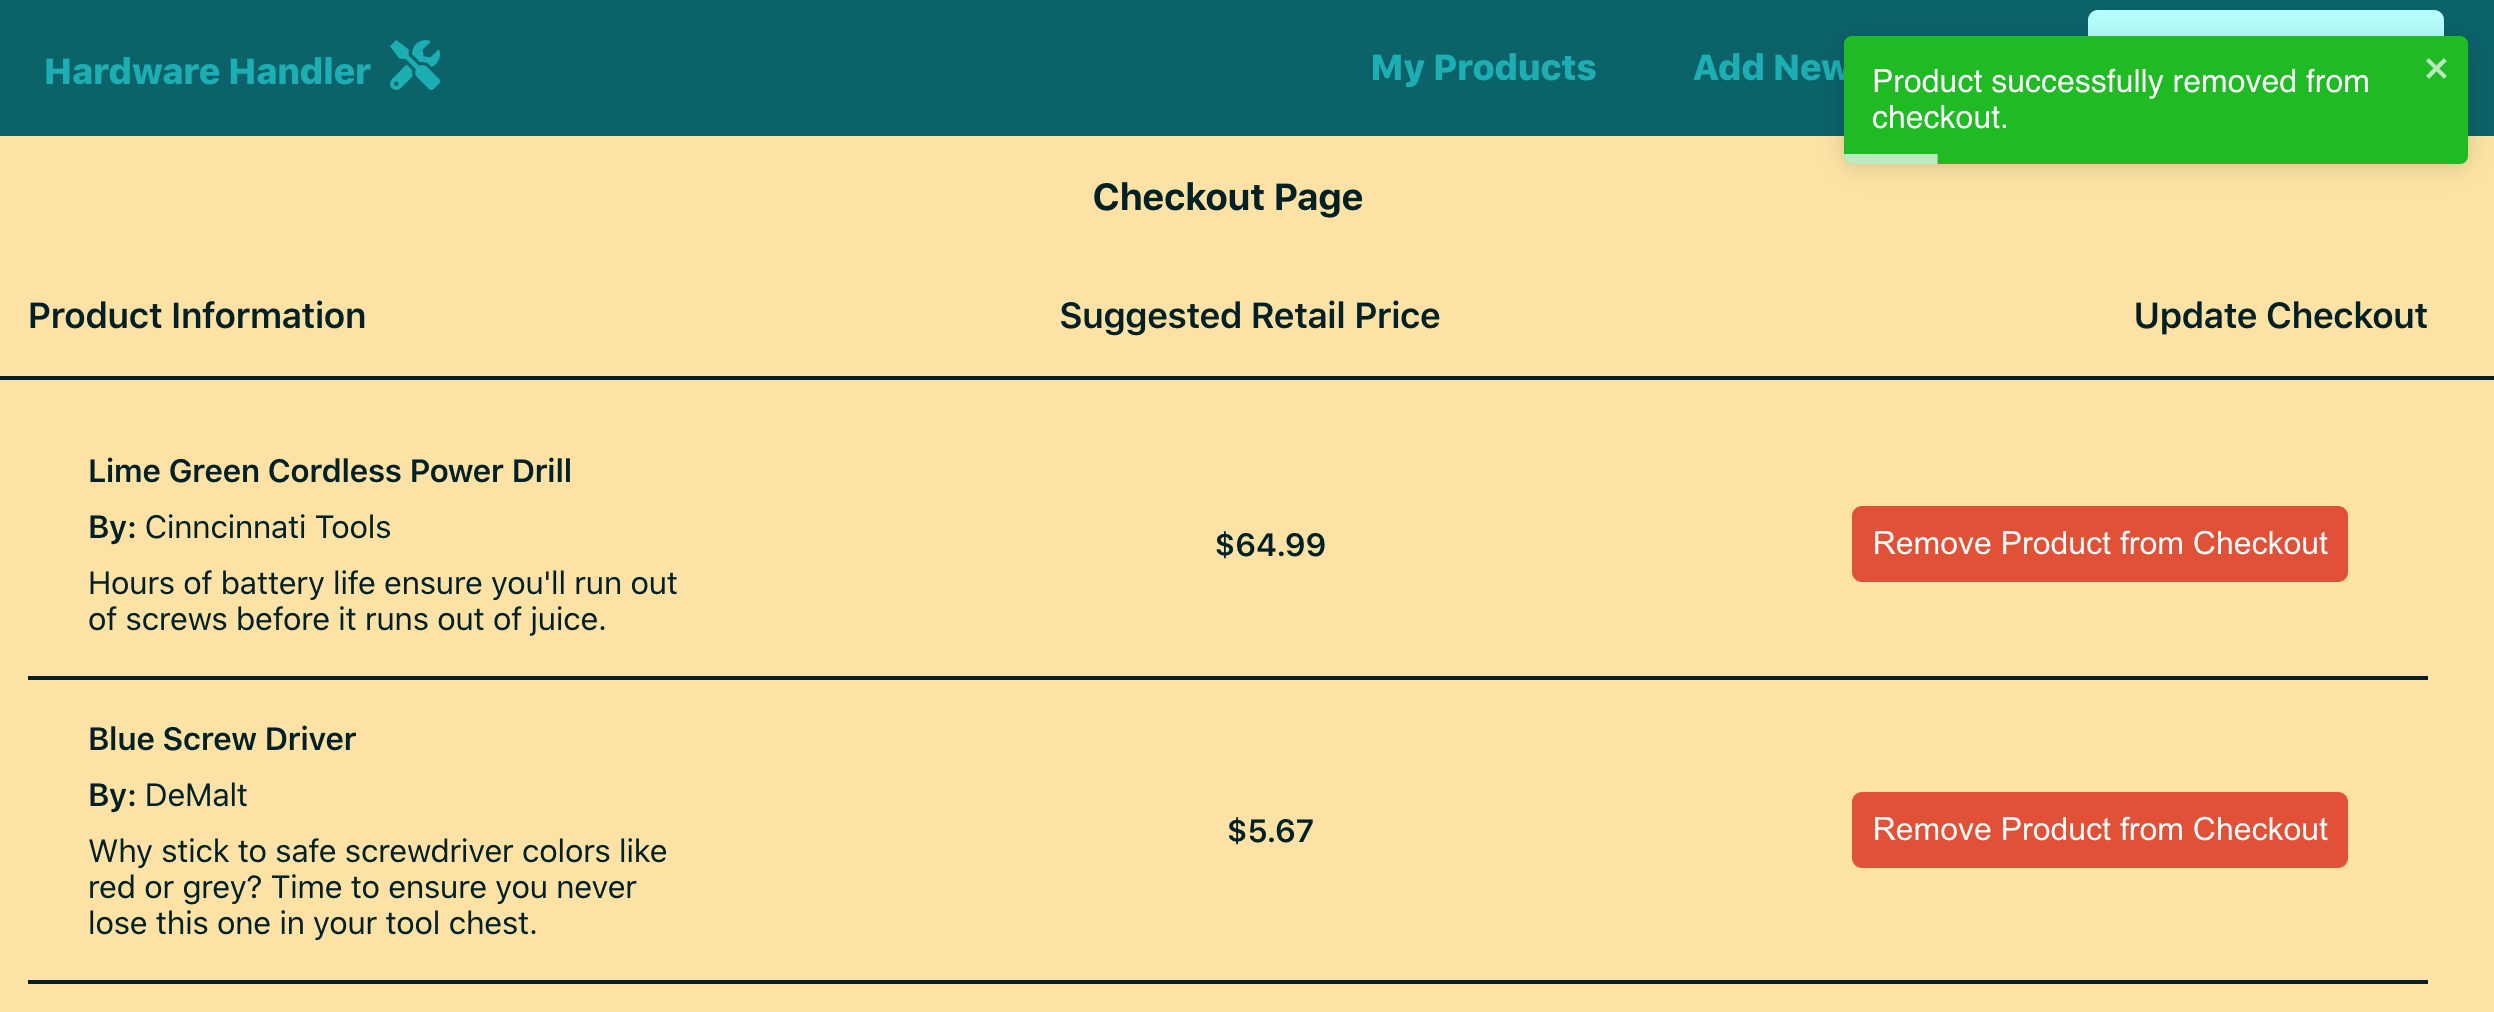 Hardware Handler
My Products
Add New
Product successfully removed from
checkout.
Checkout Page
Product Information
Suggested Retail Price
Update Checkout
Lime Green Cordless Power Drill
By: Cinncinnati Tools
Hours of battery life ensure you'll run out
of screws before it runs out of juice.
$64.99
Remove Product from Checkout
Blue Screw Driver
By: DeMalt
Why stick to safe screwdriver colors like
red or grey? Time to ensure you never
lose this one in your tool chest.
$5.67
Remove Product from Checkout